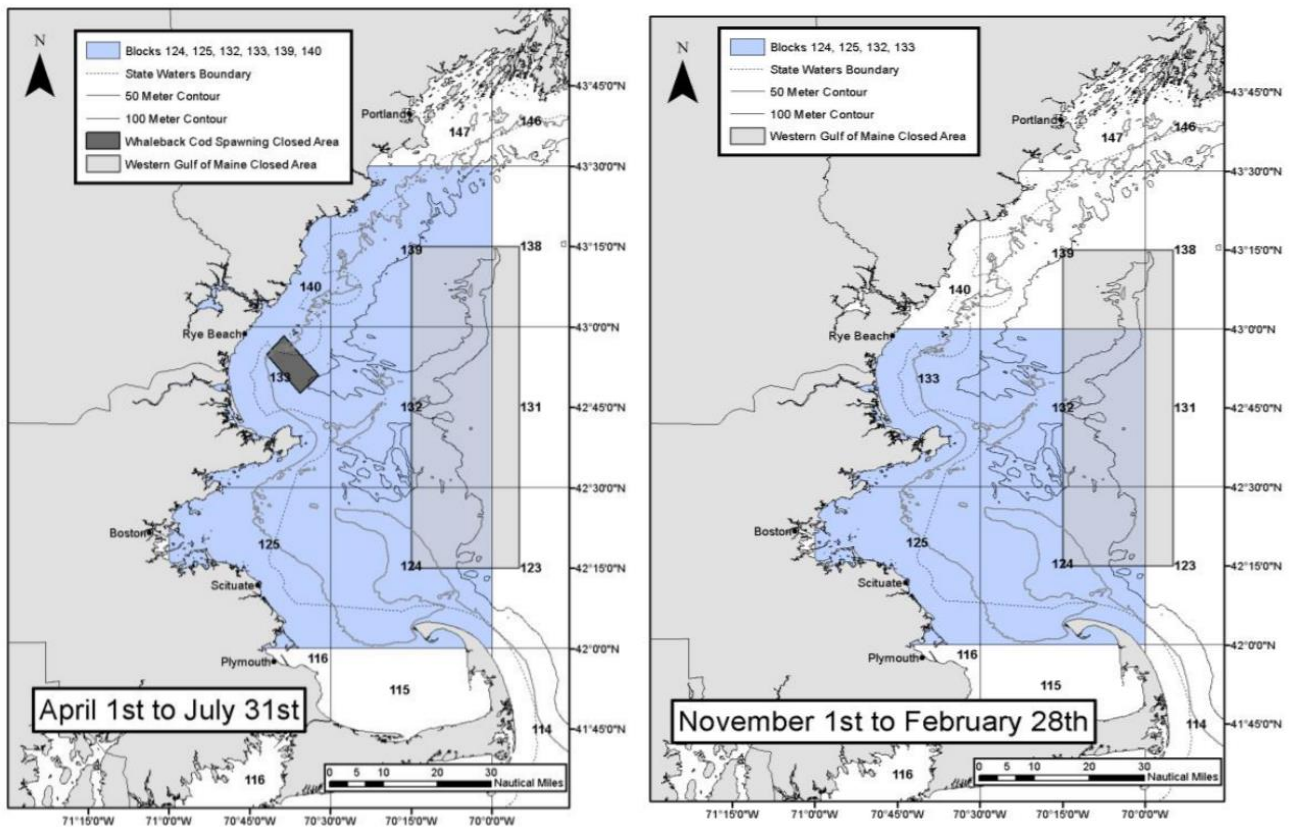 N
Blocks 124, 125, 132, 133, 139, 140
State Waters Boundary
50 Meter Contour
100 Meter Contour
Whaleback Cod Spawning Closed Area
Western Gulf of Maine Closed Area
Portland
147
146
139
138
140
Rye Beach
133
132
131
Boston
125
124
123
Scituate
Plymouth
116
115
114
116
April 1st to July 31st
0 5 10 20 30
Nautical Miles
43°45'0"N
43°30'0"N
43°15'0"N
43°0'0"N
42°45'0"N
42°30'0"N
42°15'0"N
42°0'0"N
41°45'0"N
71°15'0"W 71°0'0"W 70°45'0"W 70°30'0"W 70°15'0"W 70°0'0"W
N
Blocks 124, 125, 132, 133
State Waters Boundary
50 Meter Contour
100 Meter Contour
Western Gulf of Maine Closed Area
Portland
147
146
139
138
140
Rye Beach
133
132
131
Boston
125
124
123
Scituate
Plymouth
116
115
114
116
November 1st to February 28th
0 5 10 20 30
Nautical Miles
43°45'0"N
43°30'0"N
43°15'0"N
43°0'0"N
42°45'0"N
42°30'0"N
42°15'0"N
42°0'0"N
41°45'0"N
71°15'0"W 71°0'0"W 70°45'0"W 70°30'0"W 70°15'0"W 70°0'0"W